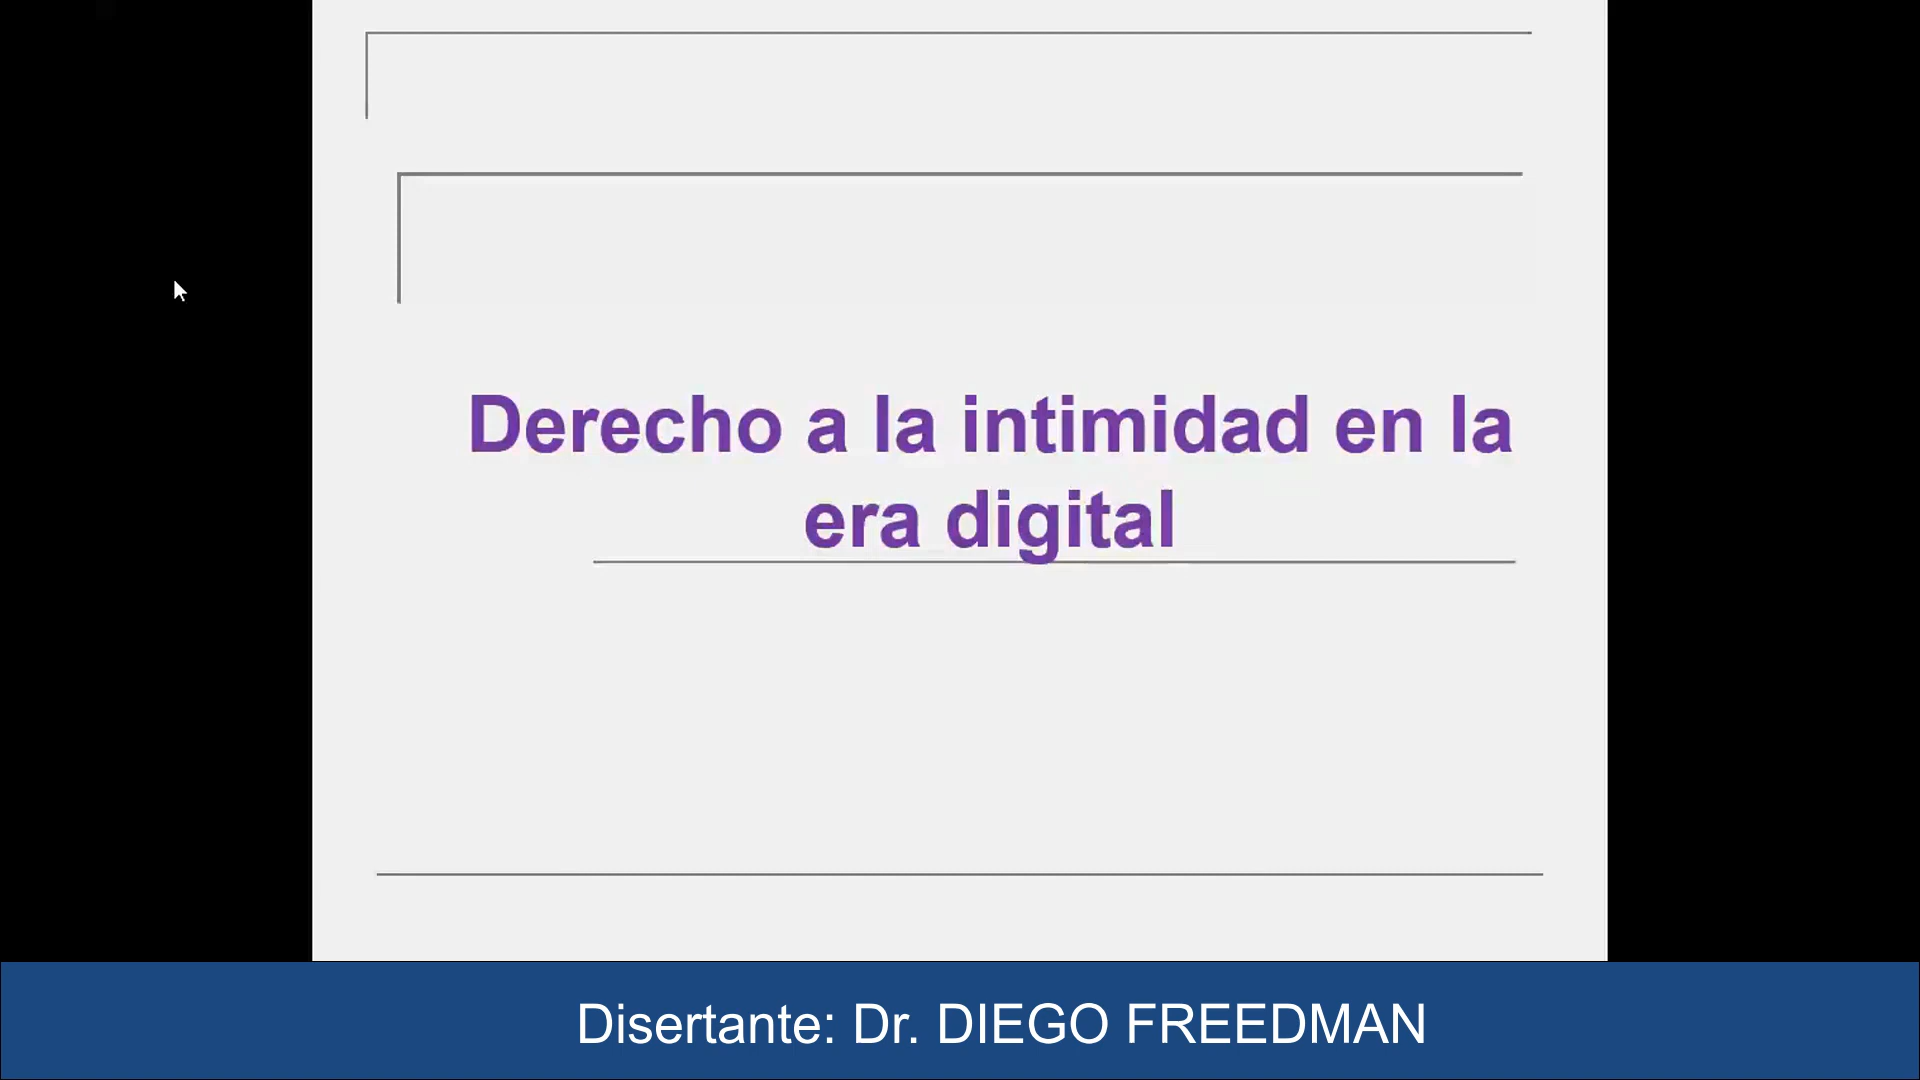 Derecho a la intimidad en la
era digital
Disertante: Dr. DIEGO FREEDMAN